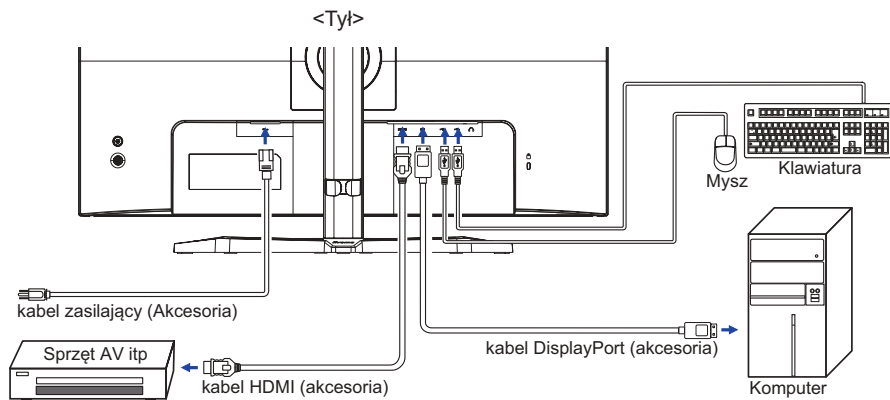 <Tył>
Klawiatura
Mysz
kabel zasilający (Akcesoria)
Sprzęt AV itp
kabel HDMI (akcesoria)
kabel DisplayPort (akcesoria)
Komputer